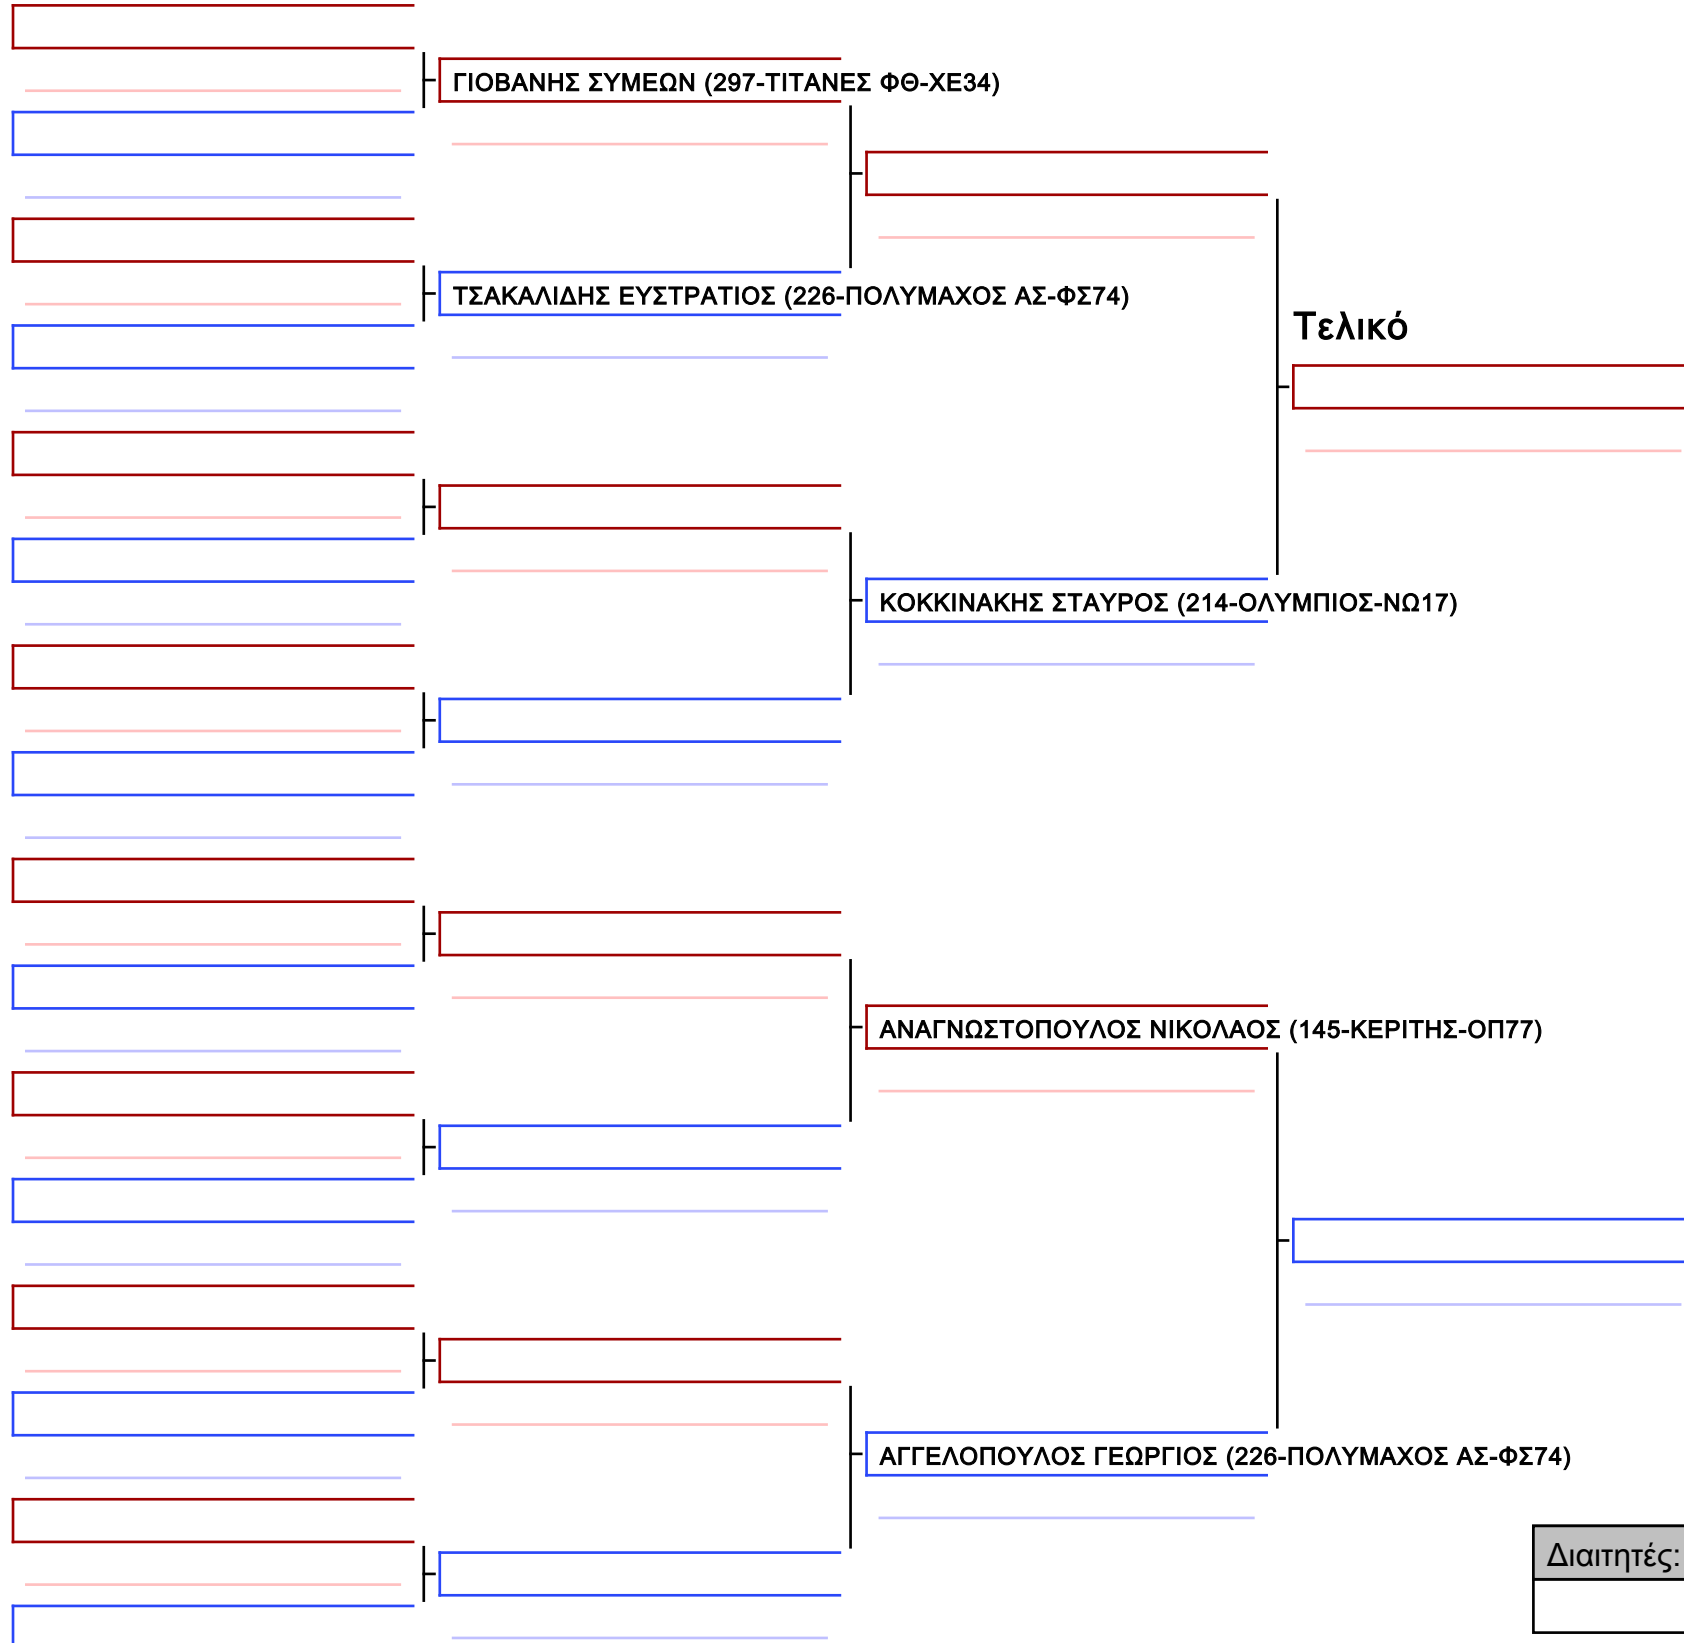 ΓΙΟΒΑΝΗΣ ΣΥΜΕΩΝ (297-ΤΙΤΑΝΕΣ ΦΘ-ΧΕ34)
ΤΣΑΚΑΛΙΔΗΣ ΕΥΣΤΡΑΤΙΟΣ (226-ΠΟΛΥΜΑΧΟΣ ΑΣ-ΦΣ74)
Τελικό
ΚΟΚΚΙΝΑΚΗΣ ΣΤΑΥΡΟΣ (214-ΟΛΥΜΠΙΟΣ-ΝΩ17)
ΑΝΑΓΝΩΣΤΟΠΟΥΛΟΣ ΝΙΚΟΛΑΟΣ (145-ΚΕΡΙΤΗΣ-ΟΠ77)
ΑΓΓΕΛΟΠΟΥΛΟΣ ΓΕΩΡΓΙΟΣ (226-ΠΟΛΥΜΑΧΟΣ ΑΣ-ΦΣ74)
Διαιτητές: